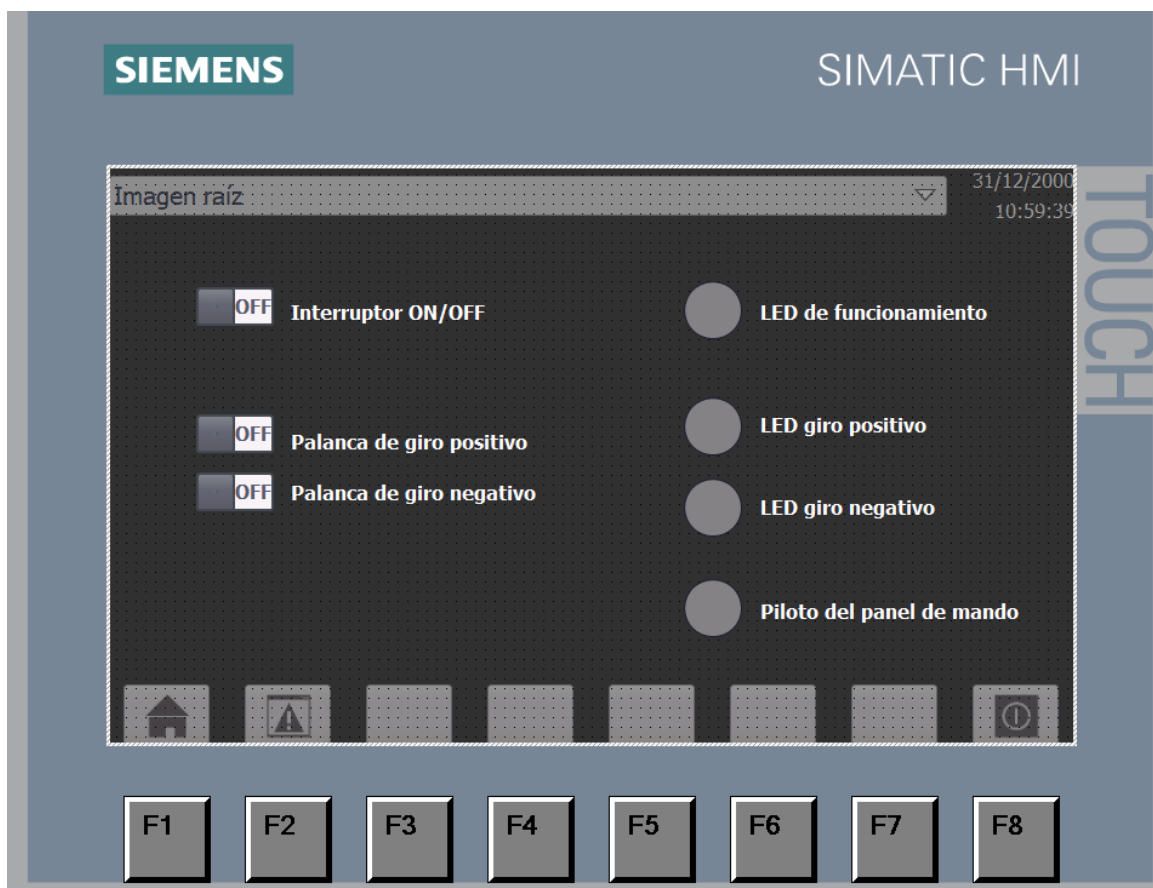 SIEMENS
SIMATIC HMI
TOUCH
Imagen raíz
31/12/2000
10:59:39
OFF
Interruptor ON/OFF
LED de funcionamiento
OFF
Palanca de giro positivo
LED giro positivo
OFF
Palanca de giro negativo
LED giro negativo
Piloto del panel de mando
F1
F2
F3
F4
F5
F6
F7
F8